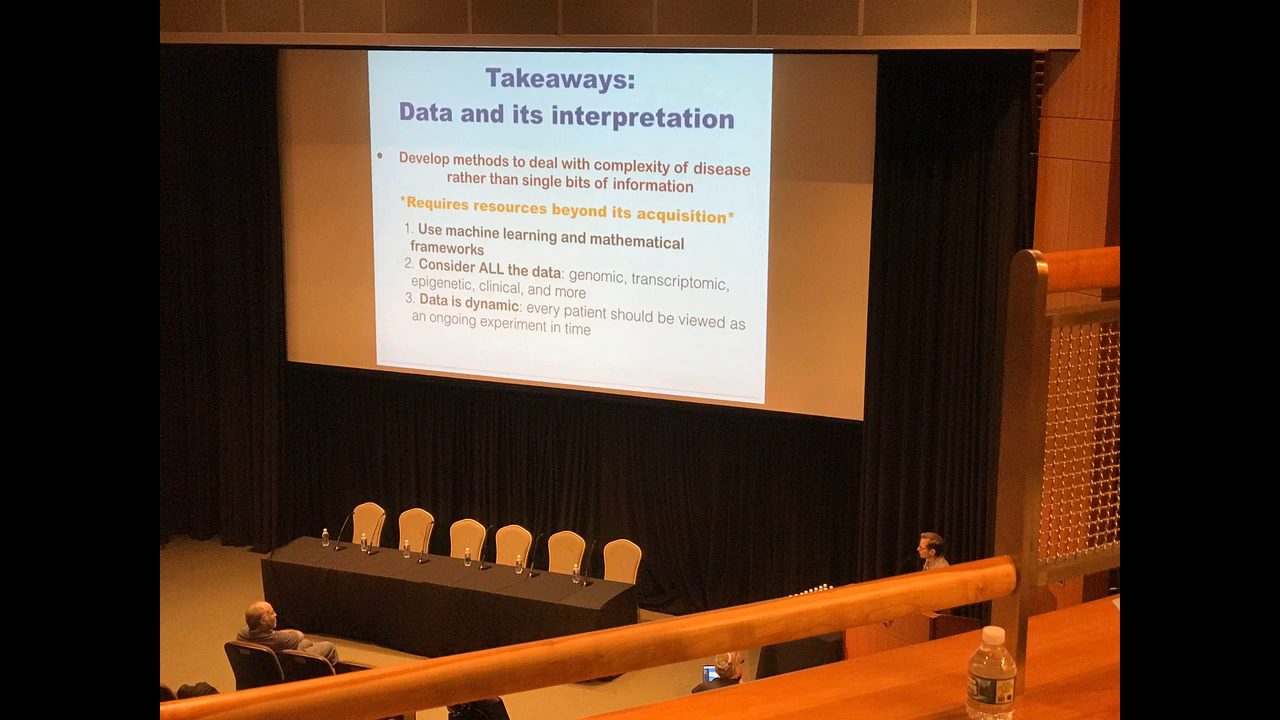 Takeaways:
Data and its interpretation
• Develop methods to deal with complexity of disease
rather than single bits of information
*Requires resources beyond its acquisition*
1. Use machine learning and mathematical
frameworks
2. Consider ALL the data: genomic, transcriptomic,
epigenetic, clinical, and more
3. Data is dynamic: every patient should be viewed as
an ongoing experiment in time